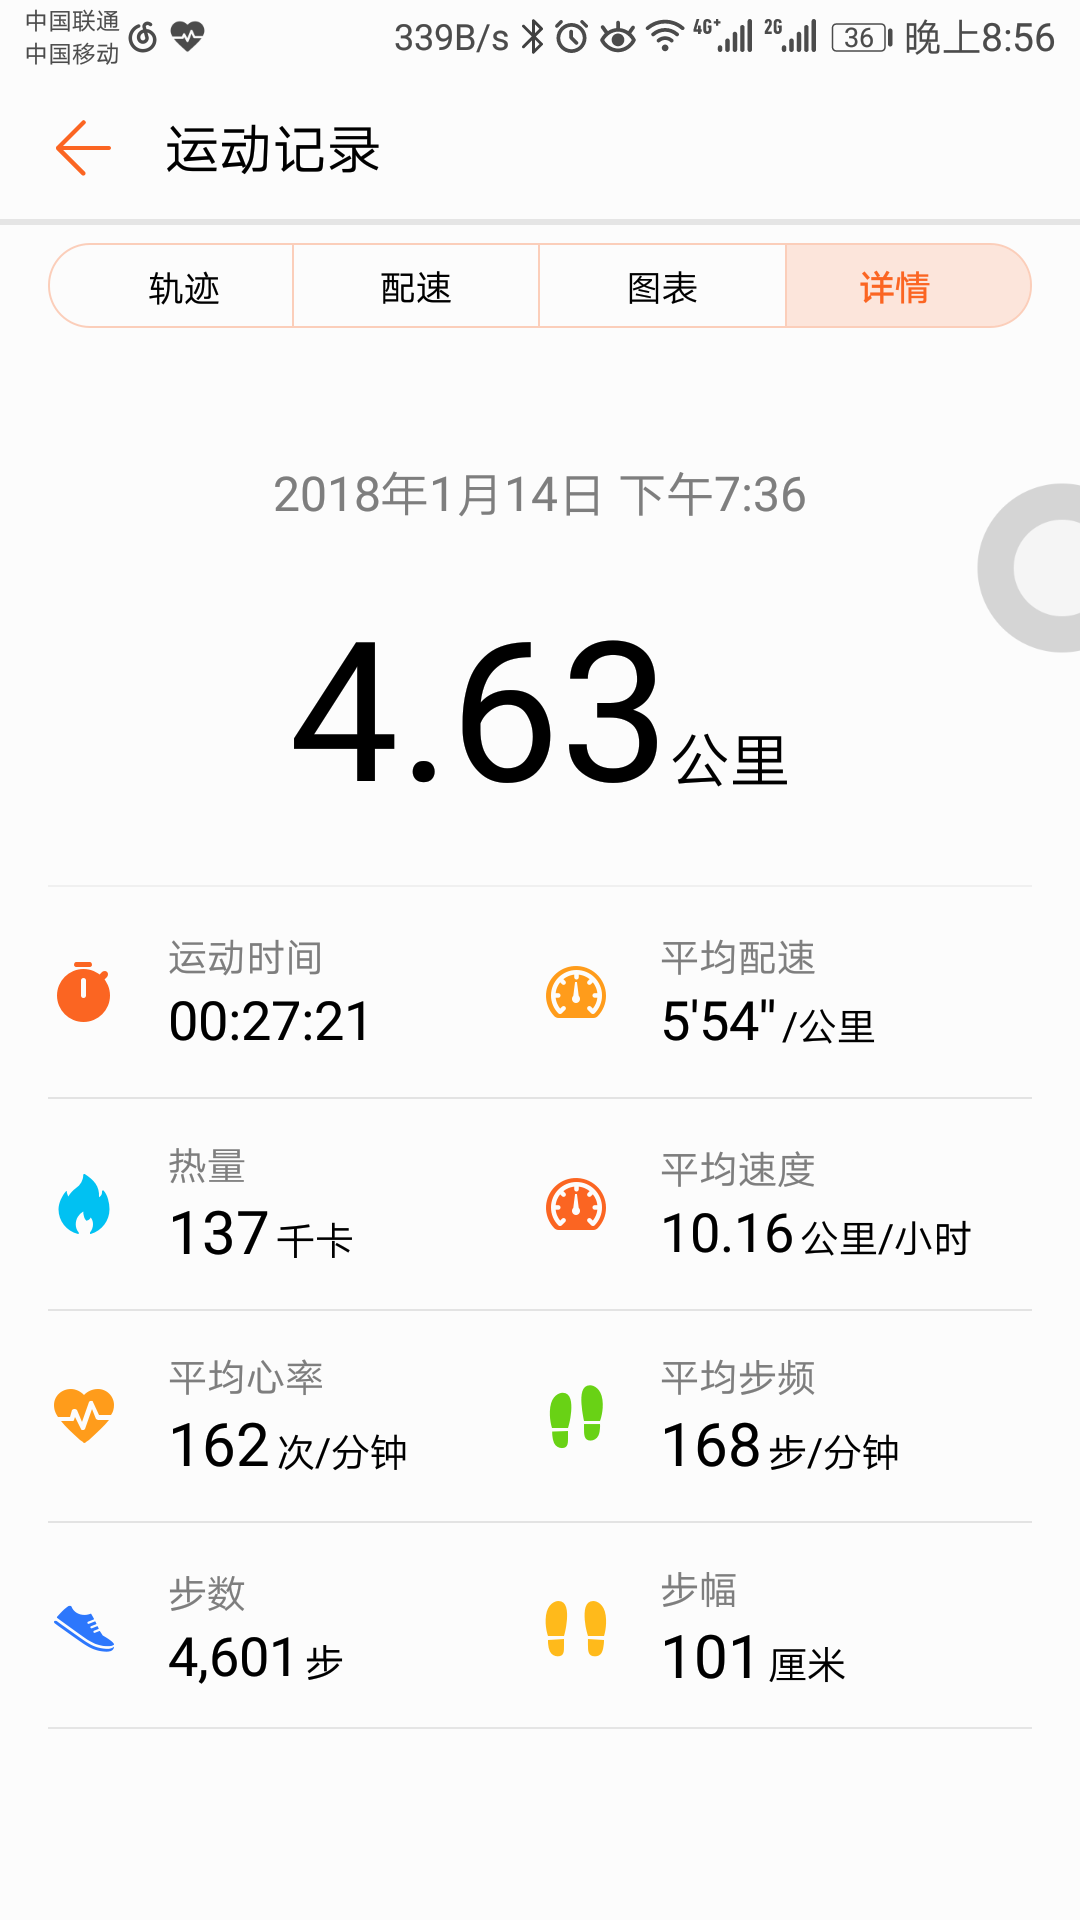 中国联通
中国移动
339B/s 4G+ 2G 36 晚上8:56
运动记录
轨迹 配速 图表 详情
2018年1月14日 下午7:36
4.63公里
运动时间 平均配速
00:27:21 5'54"/公里
热量 平均速度
137千卡 10.16公里/小时
平均心率 平均步频
162次/分钟 168步/分钟
步数 步幅
4,601步 101厘米